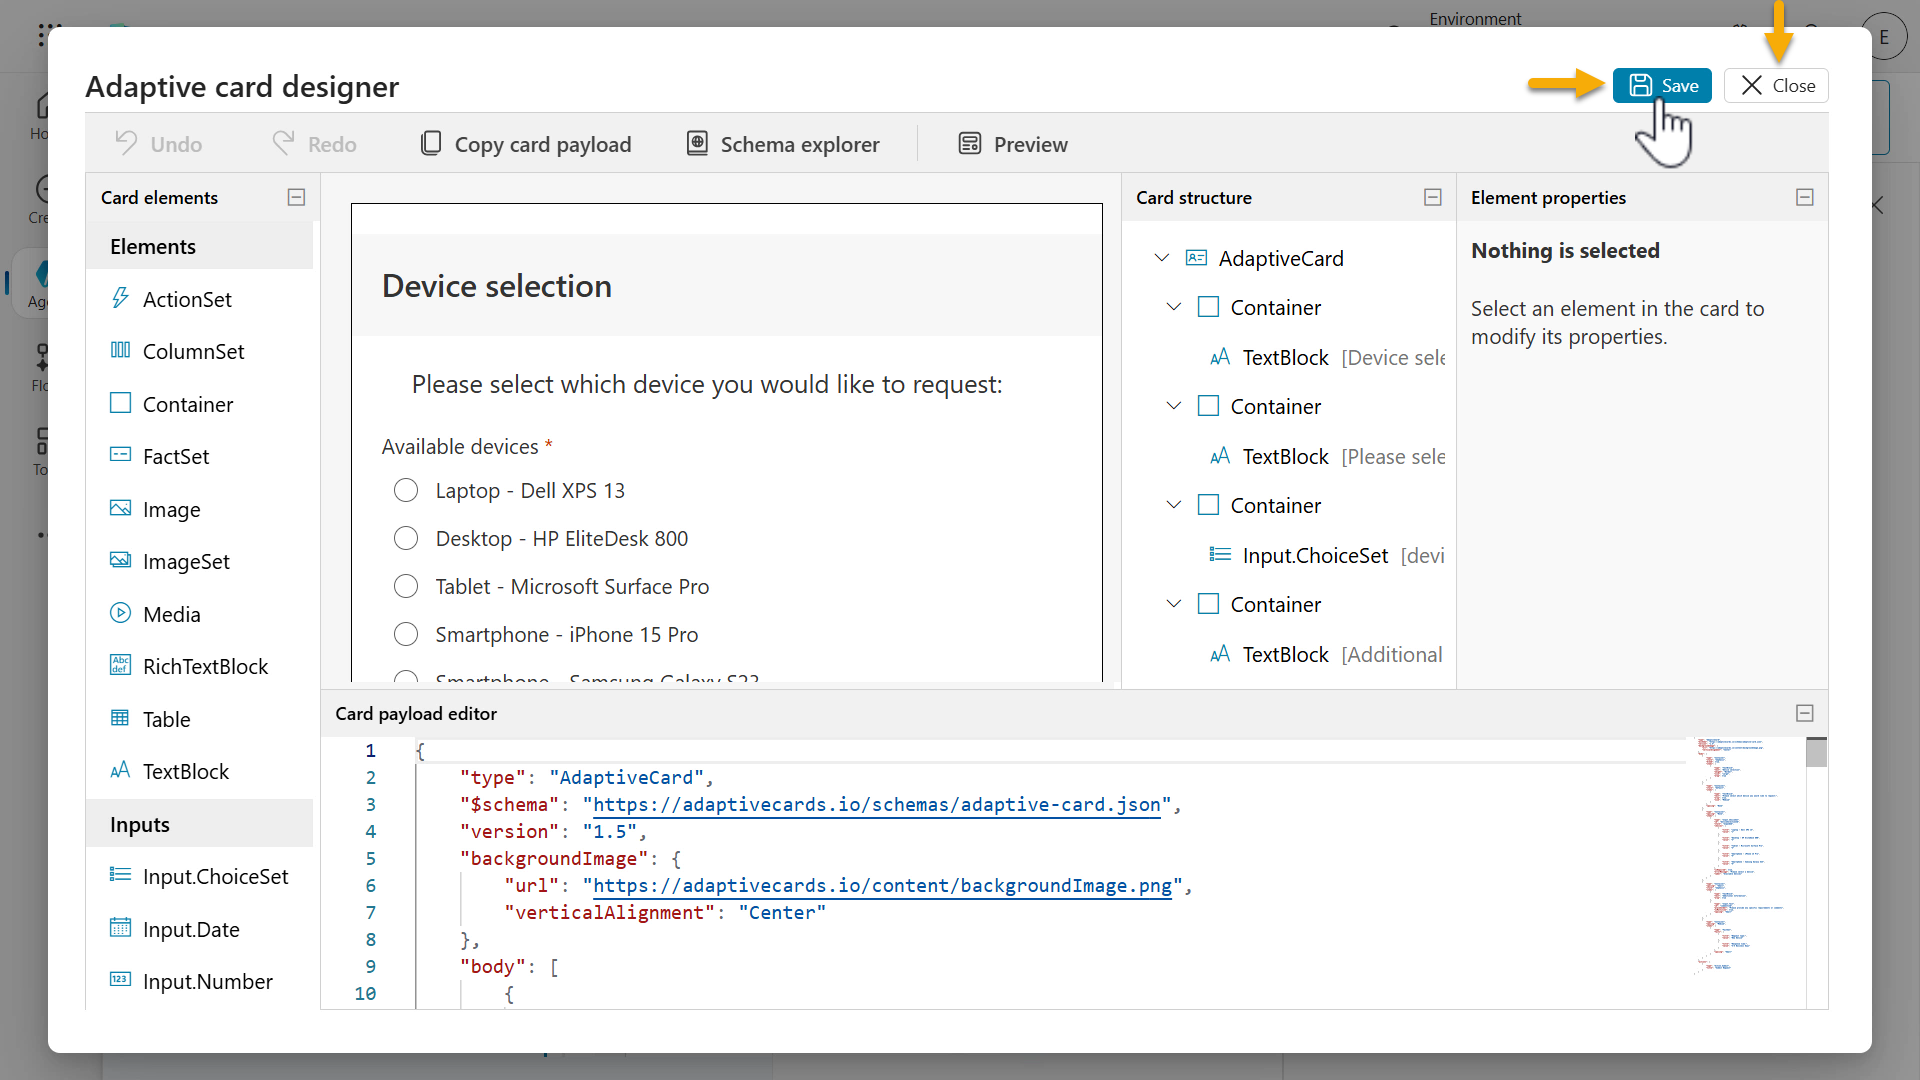 Environment
E
Adaptive card designer
Save
Close
Undo
Redo
Copy card payload
Schema explorer
Preview
Card elements
Elements
ActionSet
ColumnSet
Container
FactSet
Image
ImageSet
Media
RichTextBlock
Table
TextBlock
Inputs
Input.ChoiceSet
Input.Date
Input.Number
Device selection
Please select which device you would like to request:
Available devices *
Laptop - Dell XPS 13
Desktop - HP EliteDesk 800
Tablet - Microsoft Surface Pro
Smartphone - iPhone 15 Pro
Smartphone - Samsung Galaxy S23
Card structure
AdaptiveCard
Container
TextBlock [Device sele
Container
TextBlock [Please sele
Container
Input.ChoiceSet [devi
Container
TextBlock [Additional
Element properties
Nothing is selected
Select an element in the card to
modify its properties.
Card payload editor
1 {
2 "type": "AdaptiveCard",
3 "$schema": "https://adaptivecards.io/schemas/adaptive-card.json",
4 "version": "1.5",
5 "backgroundImage": {
6 "url": "https://adaptivecards.io/content/backgroundImage.png",
7 "verticalAlignment": "Center"
8 },
9 "body": [
10 {